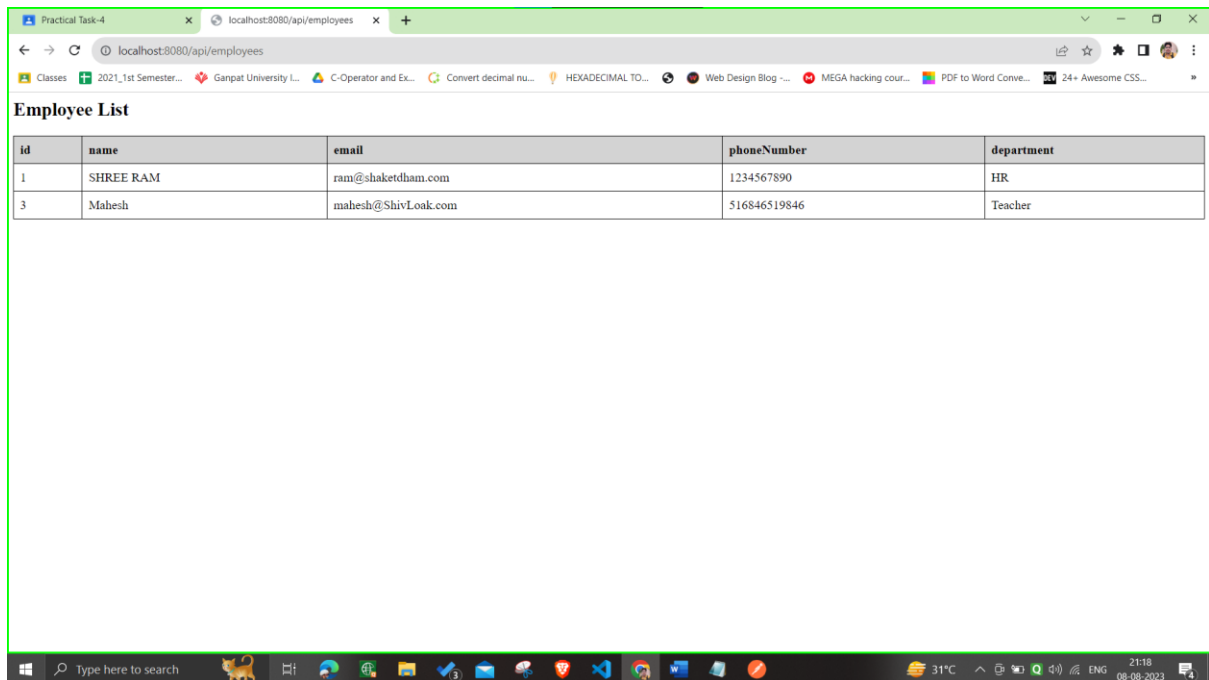 Practical Task-4 localhost:8080/api/employees
localhost:8080/api/employees
Classes 2021_1st Semester... Ganpat University I... C-Operator and Ex... Convert decimal nu... HEXADECIMAL TO... Web Design Blog -... MEGA hacking cour... PDF to Word Conve... DEV 24+ Awesome CSS... »
Employee List
id name email phoneNumber department
1 SHREE RAM ram@shaketdham.com 1234567890 HR
3 Mahesh mahesh@ShivLoak.com 516846519846 Teacher
Type here to search 3 31°C ENG 21:18
08-08-2023 4